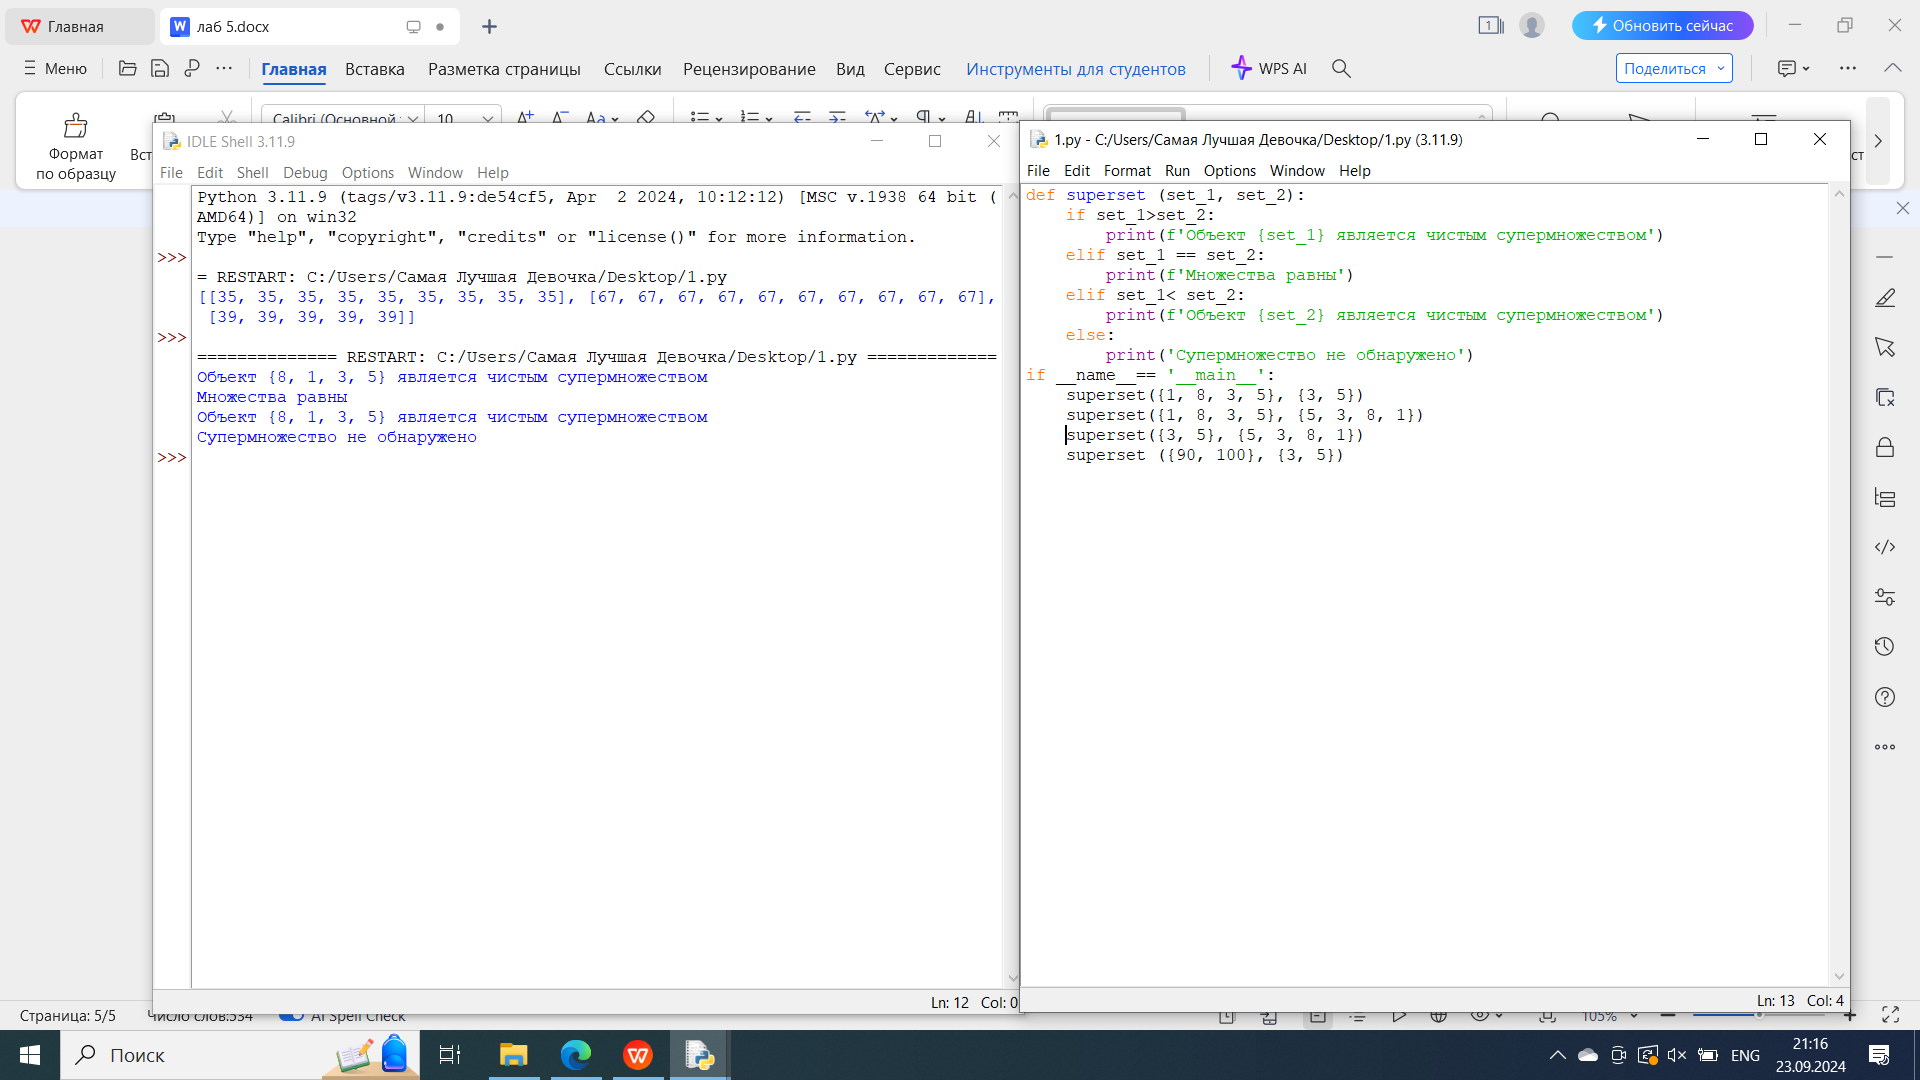 Главная
лаб 5.docx
1
Обновить сейчас
Меню
Главная
Вставка
Разметка страницы
Ссылки
Рецензирование
Вид
Сервис
Инструменты для студентов
WPS AI
Поделиться
Формат
по образцу
Calibri (Основной
10
IDLE Shell 3.11.9
File Edit Shell Debug Options Window Help
Python 3.11.9 (tags/v3.11.9:de54cf5, Apr  2 2024, 10:12:12) [MSC v.1938 64 bit (
AMD64)] on win32
Type "help", "copyright", "credits" or "license()" for more information.
>>>
= RESTART: C:/Users/Самая Лучшая Девочка/Desktop/1.py
[[35, 35, 35, 35, 35, 35, 35, 35, 35], [67, 67, 67, 67, 67, 67, 67, 67, 67, 67],
[39, 39, 39, 39, 39]]
>>>
============== RESTART: C:/Users/Самая Лучшая Девочка/Desktop/1.py =============
Объект {8, 1, 3, 5} является чистым супермножеством
Множества равны
Объект {8, 1, 3, 5} является чистым супермножеством
Супермножество не обнаружено
>>>
Ln: 12 Col: 0
1.py - C:/Users/Самая Лучшая Девочка/Desktop/1.py (3.11.9)
File Edit Format Run Options Window Help
def superset (set_1, set_2):
    if set_1>set_2:
        print(f'Объект {set_1} является чистым супермножеством')
    elif set_1 == set_2:
        print(f'Множества равны')
    elif set_1< set_2:
        print(f'Объект {set_2} является чистым супермножеством')
    else:
        print('Супермножество не обнаружено')
if __name__== '__main__':
    superset({1, 8, 3, 5}, {3, 5})
    superset({1, 8, 3, 5}, {5, 3, 8, 1})
    superset({3, 5}, {5, 3, 8, 1})
    superset ({90, 100}, {3, 5})
Ln: 13 Col: 4
Страница: 5/5
Число слов:534
AI Spell Check
105%
Поиск
ENG
21:16
23.09.2024